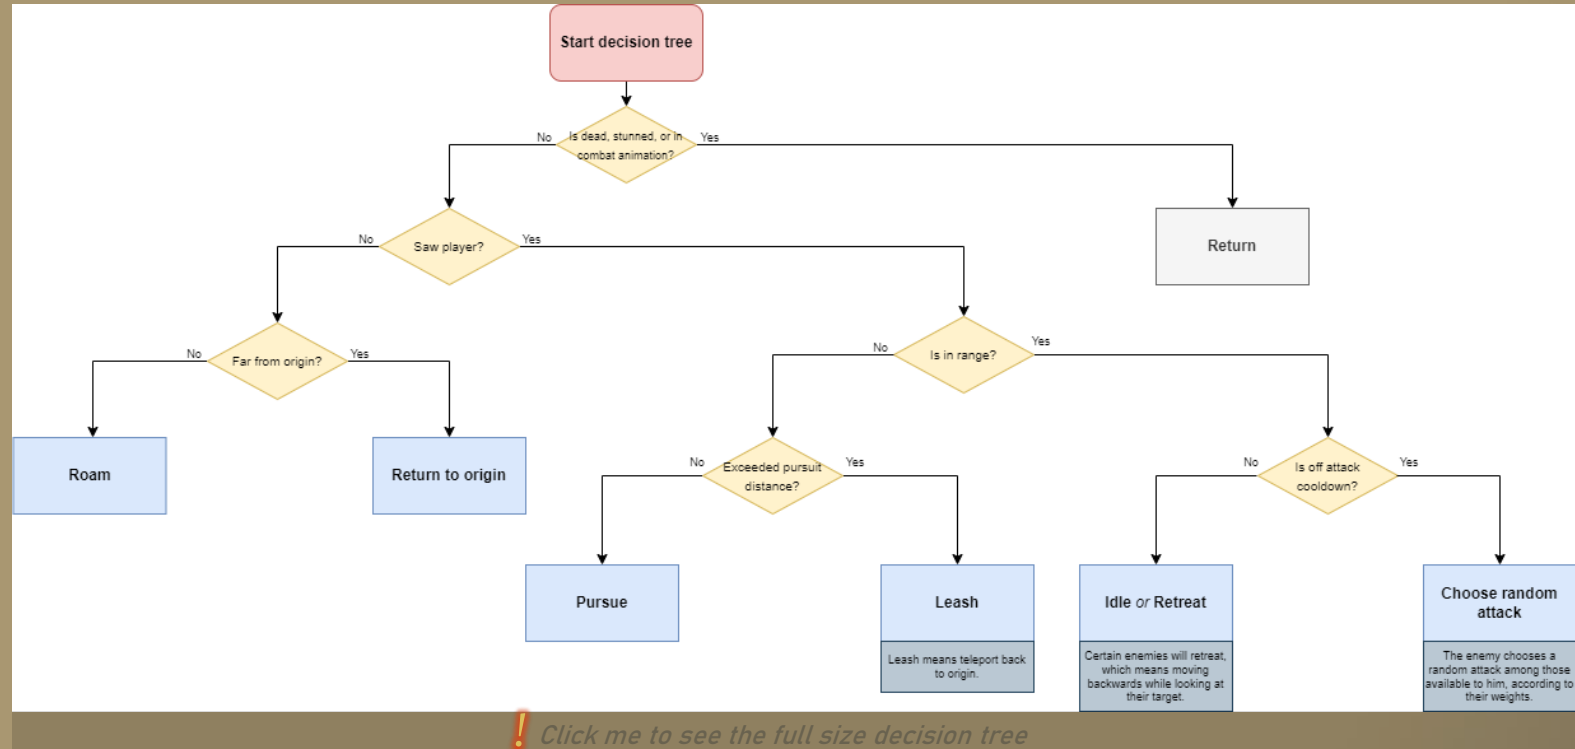 Start decision tree
No
Is dead, stunned, or in
combat animation?
Yes
No
Saw player?
Yes
Return
No
Far from origin?
Yes
No
Is in range?
Yes
Roam
Return to origin
No
Exceeded pursuit
distance?
Yes
No
Is off attack
cooldown?
Yes
Pursue
Leash
Leash means teleport back
to origin.
Idle or Retreat
Certain enemies will retreat,
which means moving
backwards while looking at
their target.
Choose random
attack
The enemy chooses a
random attack among those
available to him, according to
their weights.
! Click me to see the full size decision tree